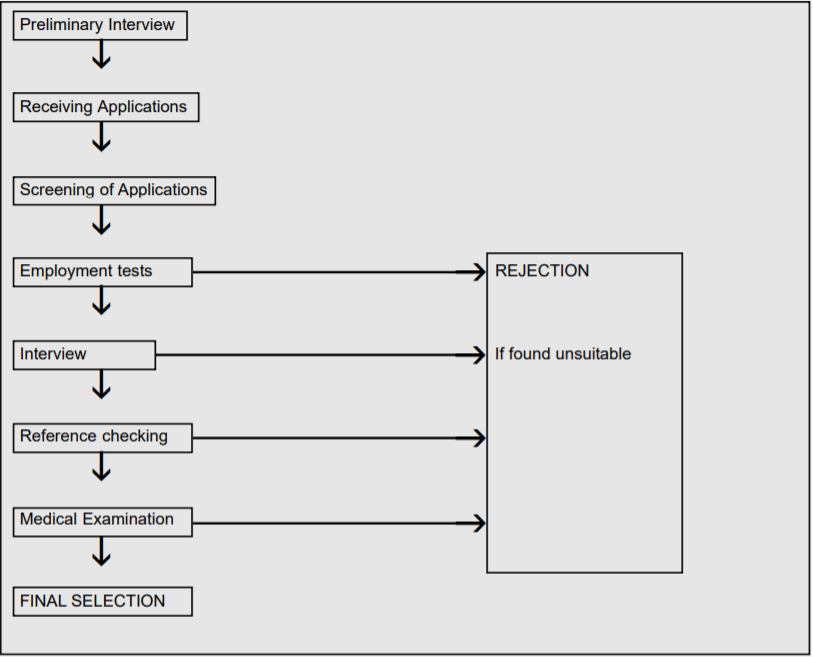 Preliminary Interview
Receiving Applications
Screening of Applications
Employment tests
REJECTION
Interview
If found unsuitable
Reference checking
Medical Examination
FINAL SELECTION